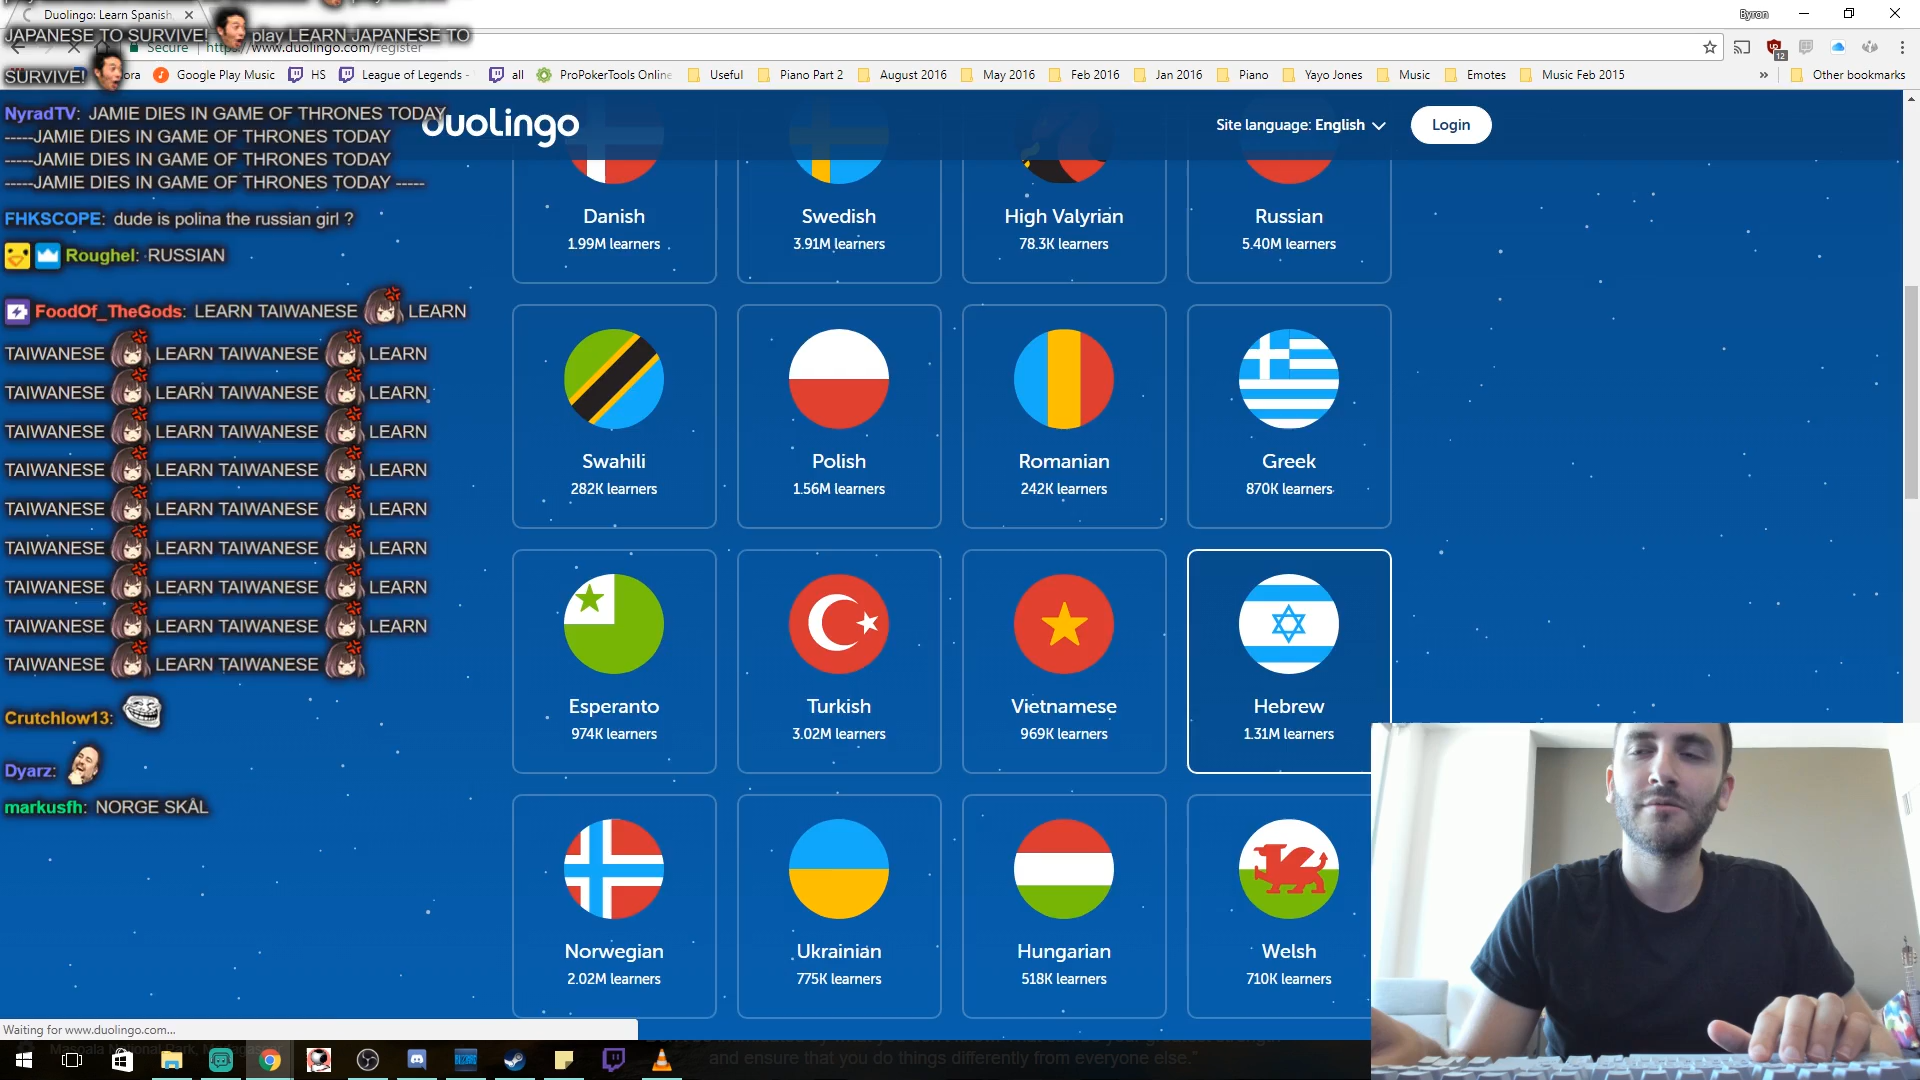 Duolingo: Learn Spanish
Byron
JAPANESE TO SURVIVE! play LEARN JAPANESE TO
SURVIVE!
Secure https://www.duolingo.com/register
Google Play Music
HS
League of Legends -
all
ProPokerTools Online
Useful
Piano Part 2
August 2016
May 2016
Feb 2016
Jan 2016
Piano
Yayo Jones
Music
Emotes
Music Feb 2015
Other bookmarks
12
duolingo
Site language: English
Login
NyradTV: JAMIE DIES IN GAME OF THRONES TODAY
-----JAMIE DIES IN GAME OF THRONES TODAY
-----JAMIE DIES IN GAME OF THRONES TODAY
-----JAMIE DIES IN GAME OF THRONES TODAY -----
FHKSCOPE: dude is polina the russian girl ?
Roughel: RUSSIAN
FoodOf_TheGods: LEARN TAIWANESE LEARN
TAIWANESE LEARN TAIWANESE LEARN
TAIWANESE LEARN TAIWANESE LEARN
TAIWANESE LEARN TAIWANESE LEARN
TAIWANESE LEARN TAIWANESE LEARN
TAIWANESE LEARN TAIWANESE LEARN
TAIWANESE LEARN TAIWANESE LEARN
TAIWANESE LEARN TAIWANESE LEARN
TAIWANESE LEARN TAIWANESE LEARN
TAIWANESE LEARN TAIWANESE
Crutchlow13:
Dyarz:
markusfh: NORGE SKÅL
Danish
1.99M learners
Swedish
3.91M learners
High Valyrian
78.3K learners
Russian
5.40M learners
Swahili
282K learners
Polish
1.56M learners
Romanian
242K learners
Greek
870K learners
Esperanto
974K learners
Turkish
3.02M learners
Vietnamese
969K learners
Hebrew
1.31M learners
Norwegian
2.02M learners
Ukrainian
775K learners
Hungarian
518K learners
Welsh
710K learners
Waiting for www.duolingo.com...
and ensure that you do things differently from everyone else."